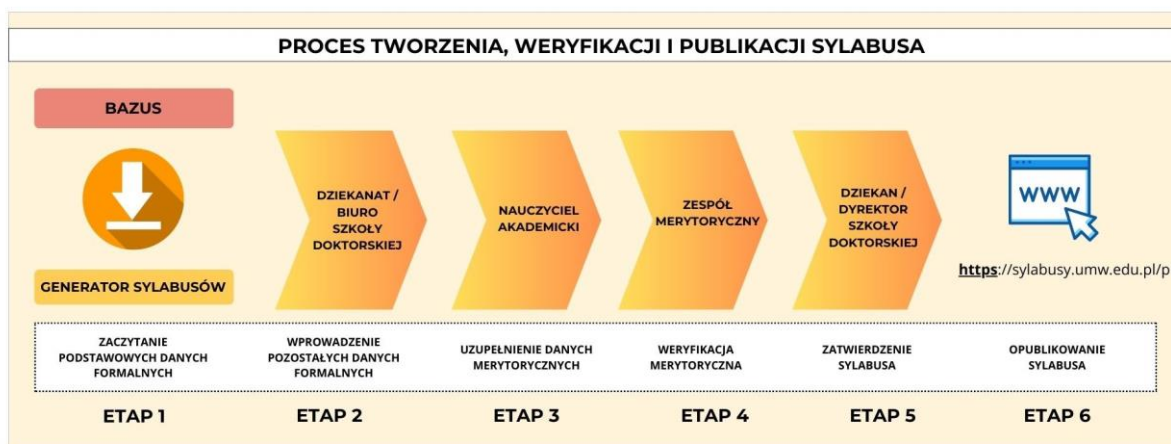 PROCES TWORZENIA, WERYFIKACJI I PUBLIKACJI SYLABUSA
BAZUS
GENERATOR SYLABUSÓW
DZIEKANAT /
BIURO
SZKOŁY
DOKTORSKIEJ
NAUCZYCIEL
AKADEMICKI
ZESPÓŁ
MERYTORYCZNY
DZIEKAN /
DYREKTOR
SZKOŁY
DOKTORSKIEJ
WWW
https://sylabusy.umw.edu.pl/p
ZACZYTANIE
PODSTAWOWYCH DANYCH
FORMALNYCH
WPROWADZENIE
POZOSTAŁYCH DANYCH
FORMALNYCH
UZUPEŁNIENIE DANYCH
MERYTORYCZNYCH
WERYFIKACJA
MERYTORYCZNA
ZATWIERDZENIE
SYLABUSA
OPUBLIKOWANIE
SYLABUSA
ETAP 1
ETAP 2
ETAP 3
ETAP 4
ETAP 5
ETAP 6